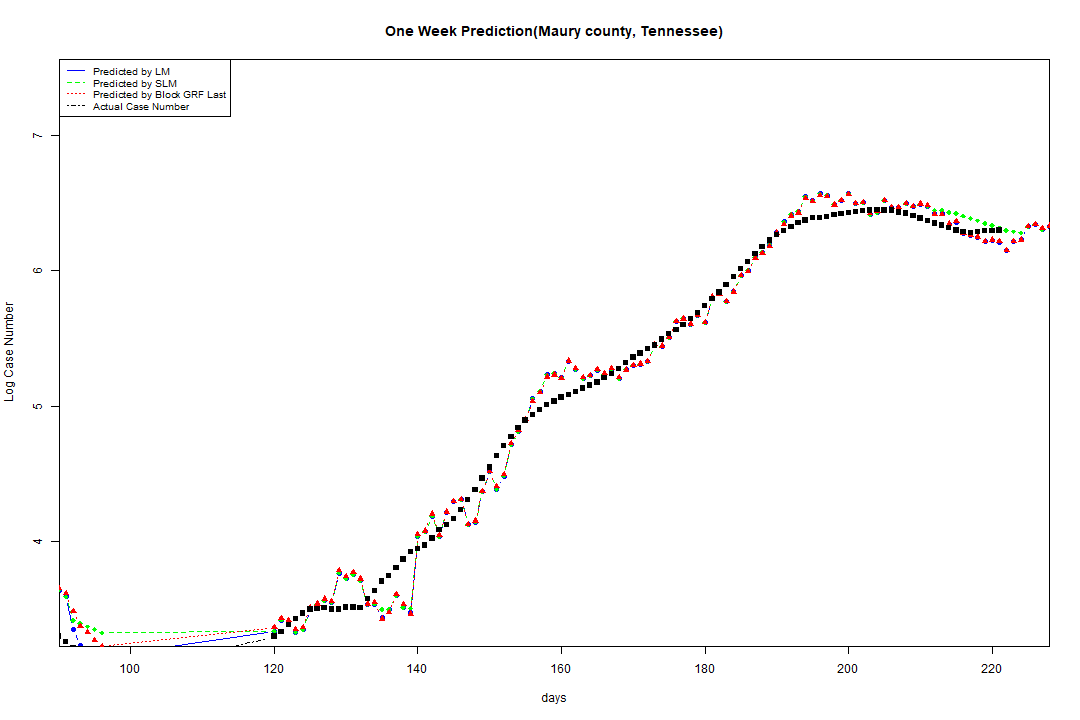 One Week Prediction(Maury county, Tennessee)
Predicted by LM
Predicted by SLM
Predicted by Block GRF Last
Actual Case Number
7
6
5
4
Log Case Number
100 120 140 160 180 200 220
days